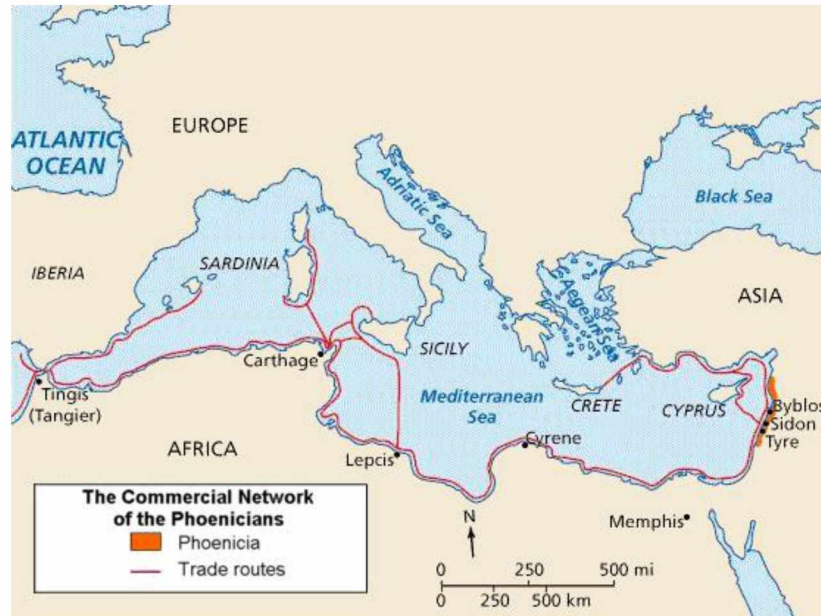 EUROPE
ATLANTIC
OCEAN
Adriatic Sea
Black Sea
IBERIA
SARDINIA
Aegean Sea
ASIA
Carthage
SICILY
Tingis
(Tangier)
Mediterranean
Sea
CRETE
CYPRUS
Byblos
Sidon
Tyre
AFRICA
Lepcis
Cyrene
The Commercial Network
of the Phoenicians
Phoenicia
Trade routes
N
Memphis
0 250 500 mi
0 250 500 km